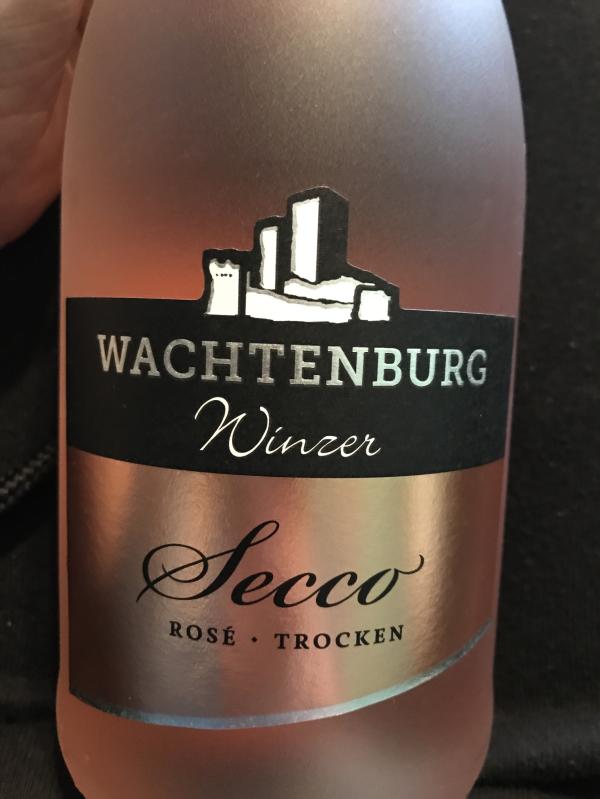 WACHTENBURG
Winzer
Secco
ROSÉ · TROCKEN